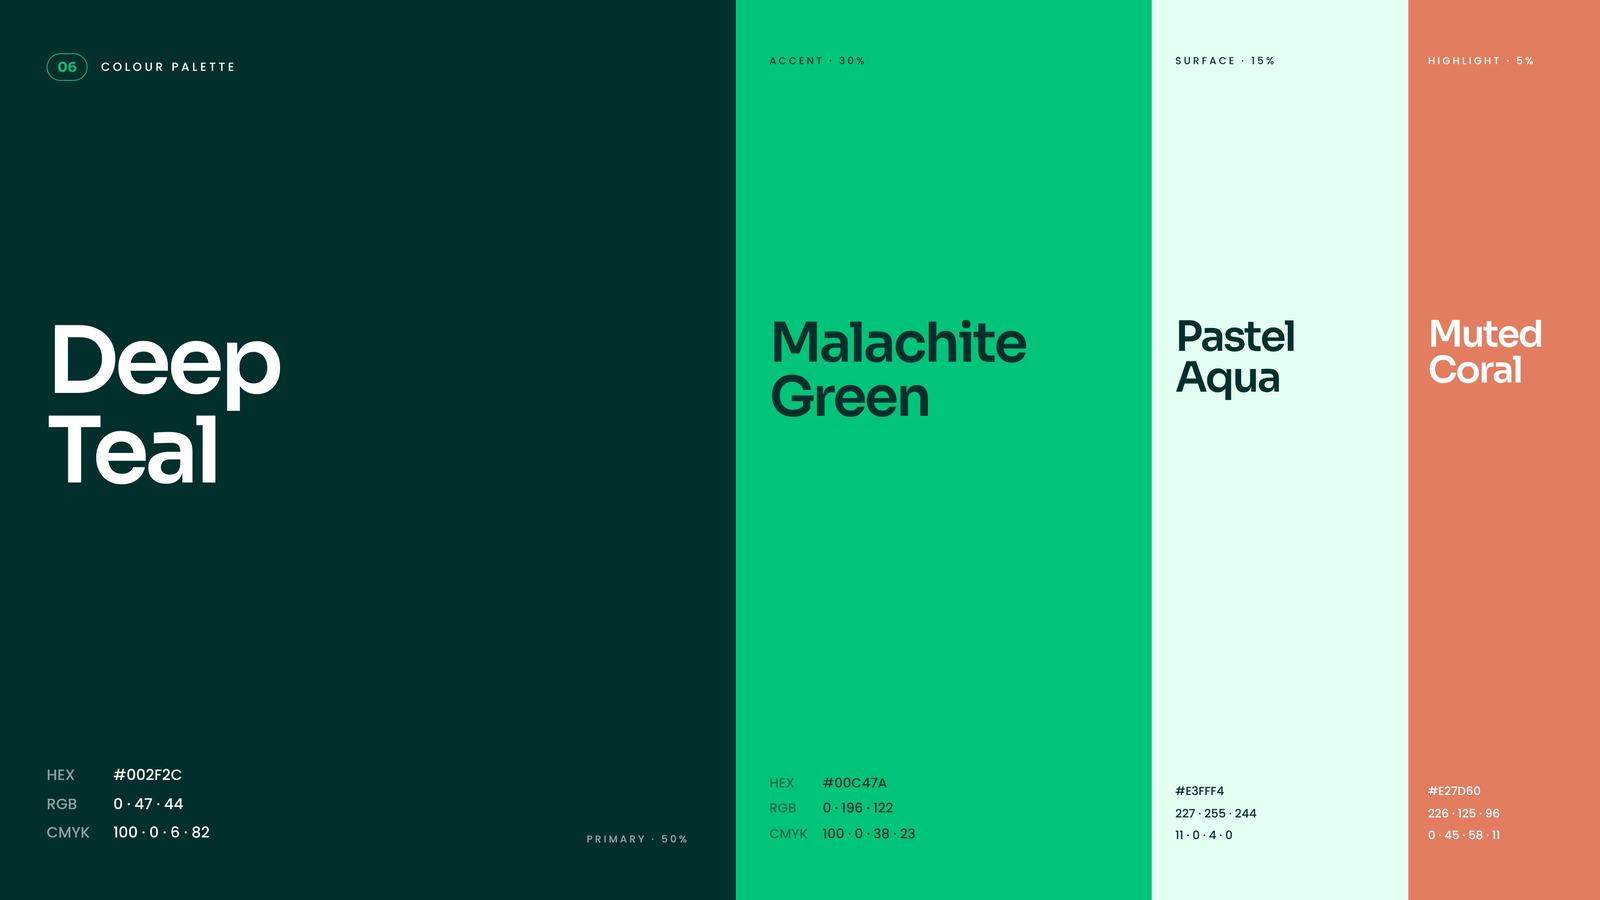 06 COLOUR PALETTE
Deep
Teal
HEX #002F2C
RGB 0 · 47 · 44
CMYK 100 · 0 · 6 · 82
PRIMARY · 50%
ACCENT · 30%
Malachite
Green
HEX #00C47A
RGB 0 · 196 · 122
CMYK 100 · 0 · 38 · 23
SURFACE · 15%
Pastel
Aqua
#E3FFF4
227 · 255 · 244
11 · 0 · 4 · 0
HIGHLIGHT · 5%
Muted
Coral
#E27D60
226 · 125 · 96
0 · 45 · 58 · 11